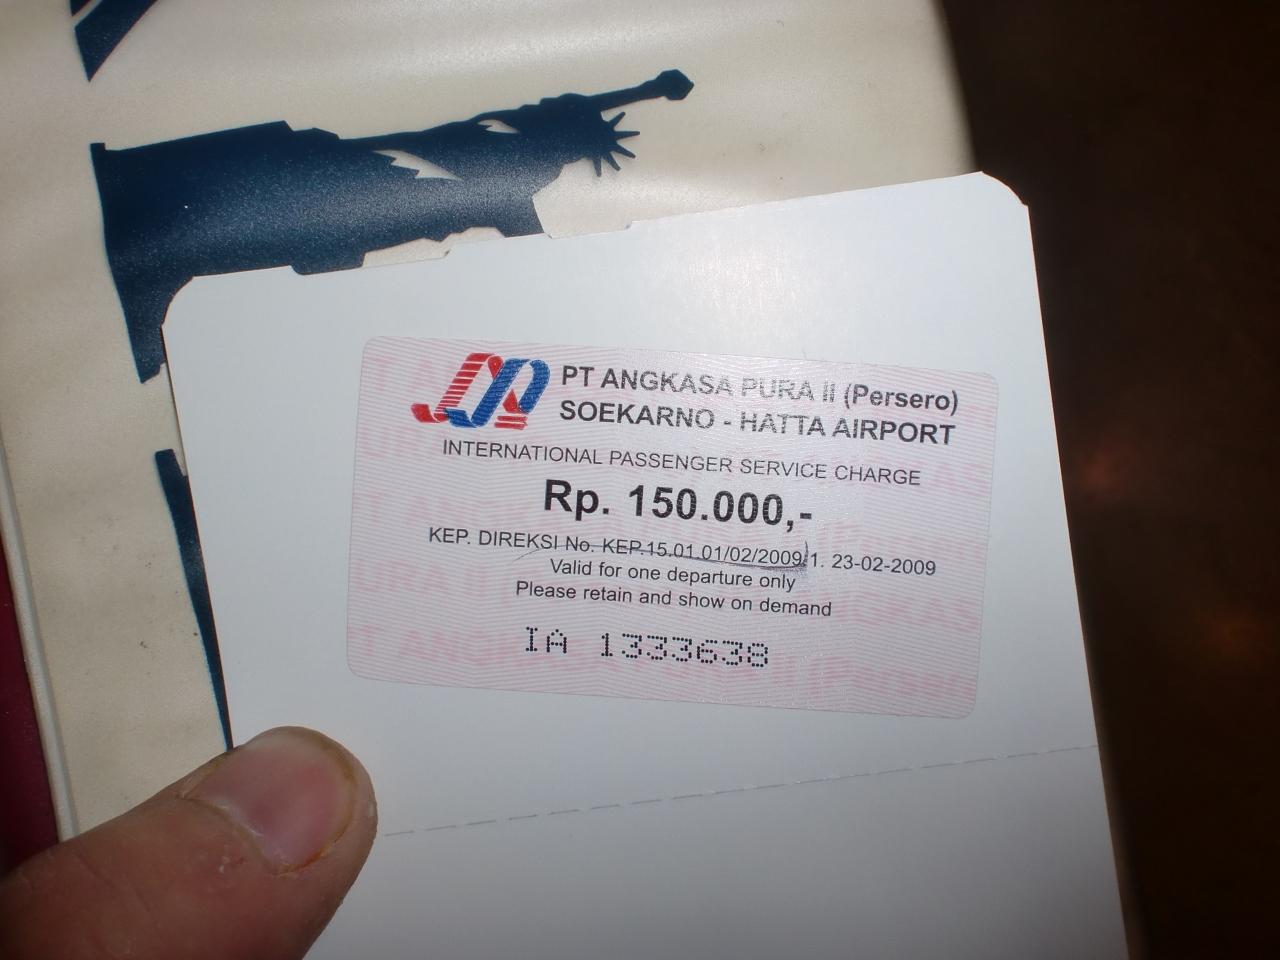 PT ANGKASA PURA II (Persero)
SOEKARNO - HATTA AIRPORT
INTERNATIONAL PASSENGER SERVICE CHARGE
Rp. 150.000,-
KEP. DIREKSI No. KEP.15.01.01/02/2009/1. 23-02-2009
Valid for one departure only
Please retain and show on demand
IA 1333638